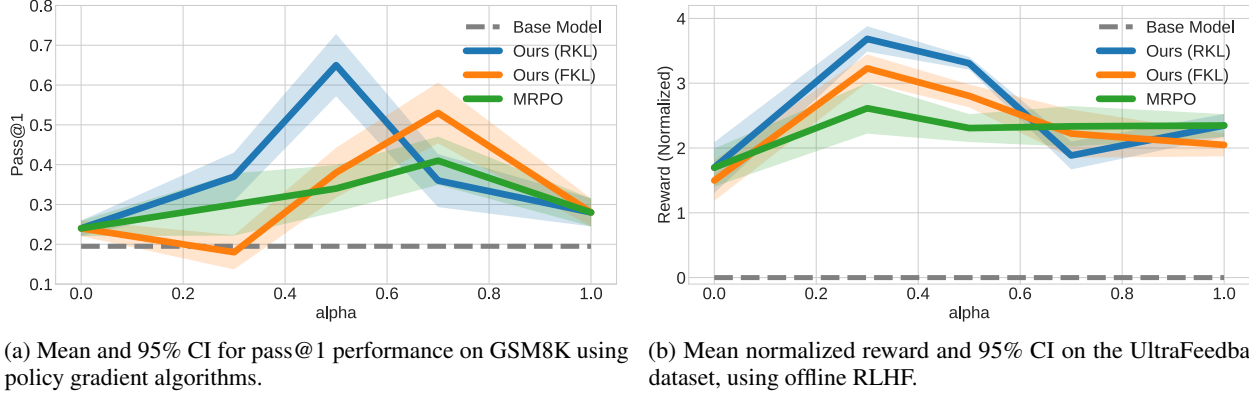 0.8
0.7
0.6
0.5
0.4
0.3
0.2
0.1
Pass@1
0.0
0.2
0.4
0.6
0.8
1.0
alpha
Base Model
Ours (RKL)
Ours (FKL)
MRPO
4
3
2
1
0
Reward (Normalized)
0.0
0.2
0.4
0.6
0.8
1.0
alpha
Base Model
Ours (RKL)
Ours (FKL)
MRPO
(a) Mean and 95% CI for pass@1 performance on GSM8K using
policy gradient algorithms.
(b) Mean normalized reward and 95% CI on the UltraFeedba
dataset, using offline RLHF.